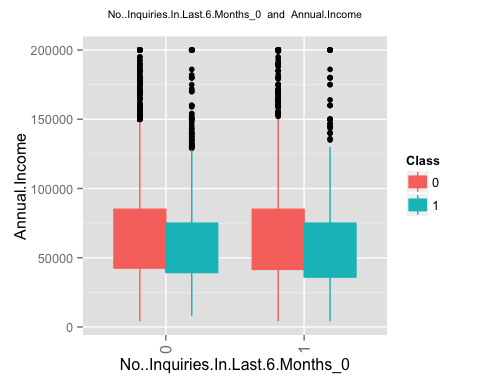 No..Inquiries.In.Last.6.Months_0 and Annual.Income
200000
150000
100000
50000
0
Annual.Income
Class
0
1
0
1
No..Inquiries.In.Last.6.Months_0